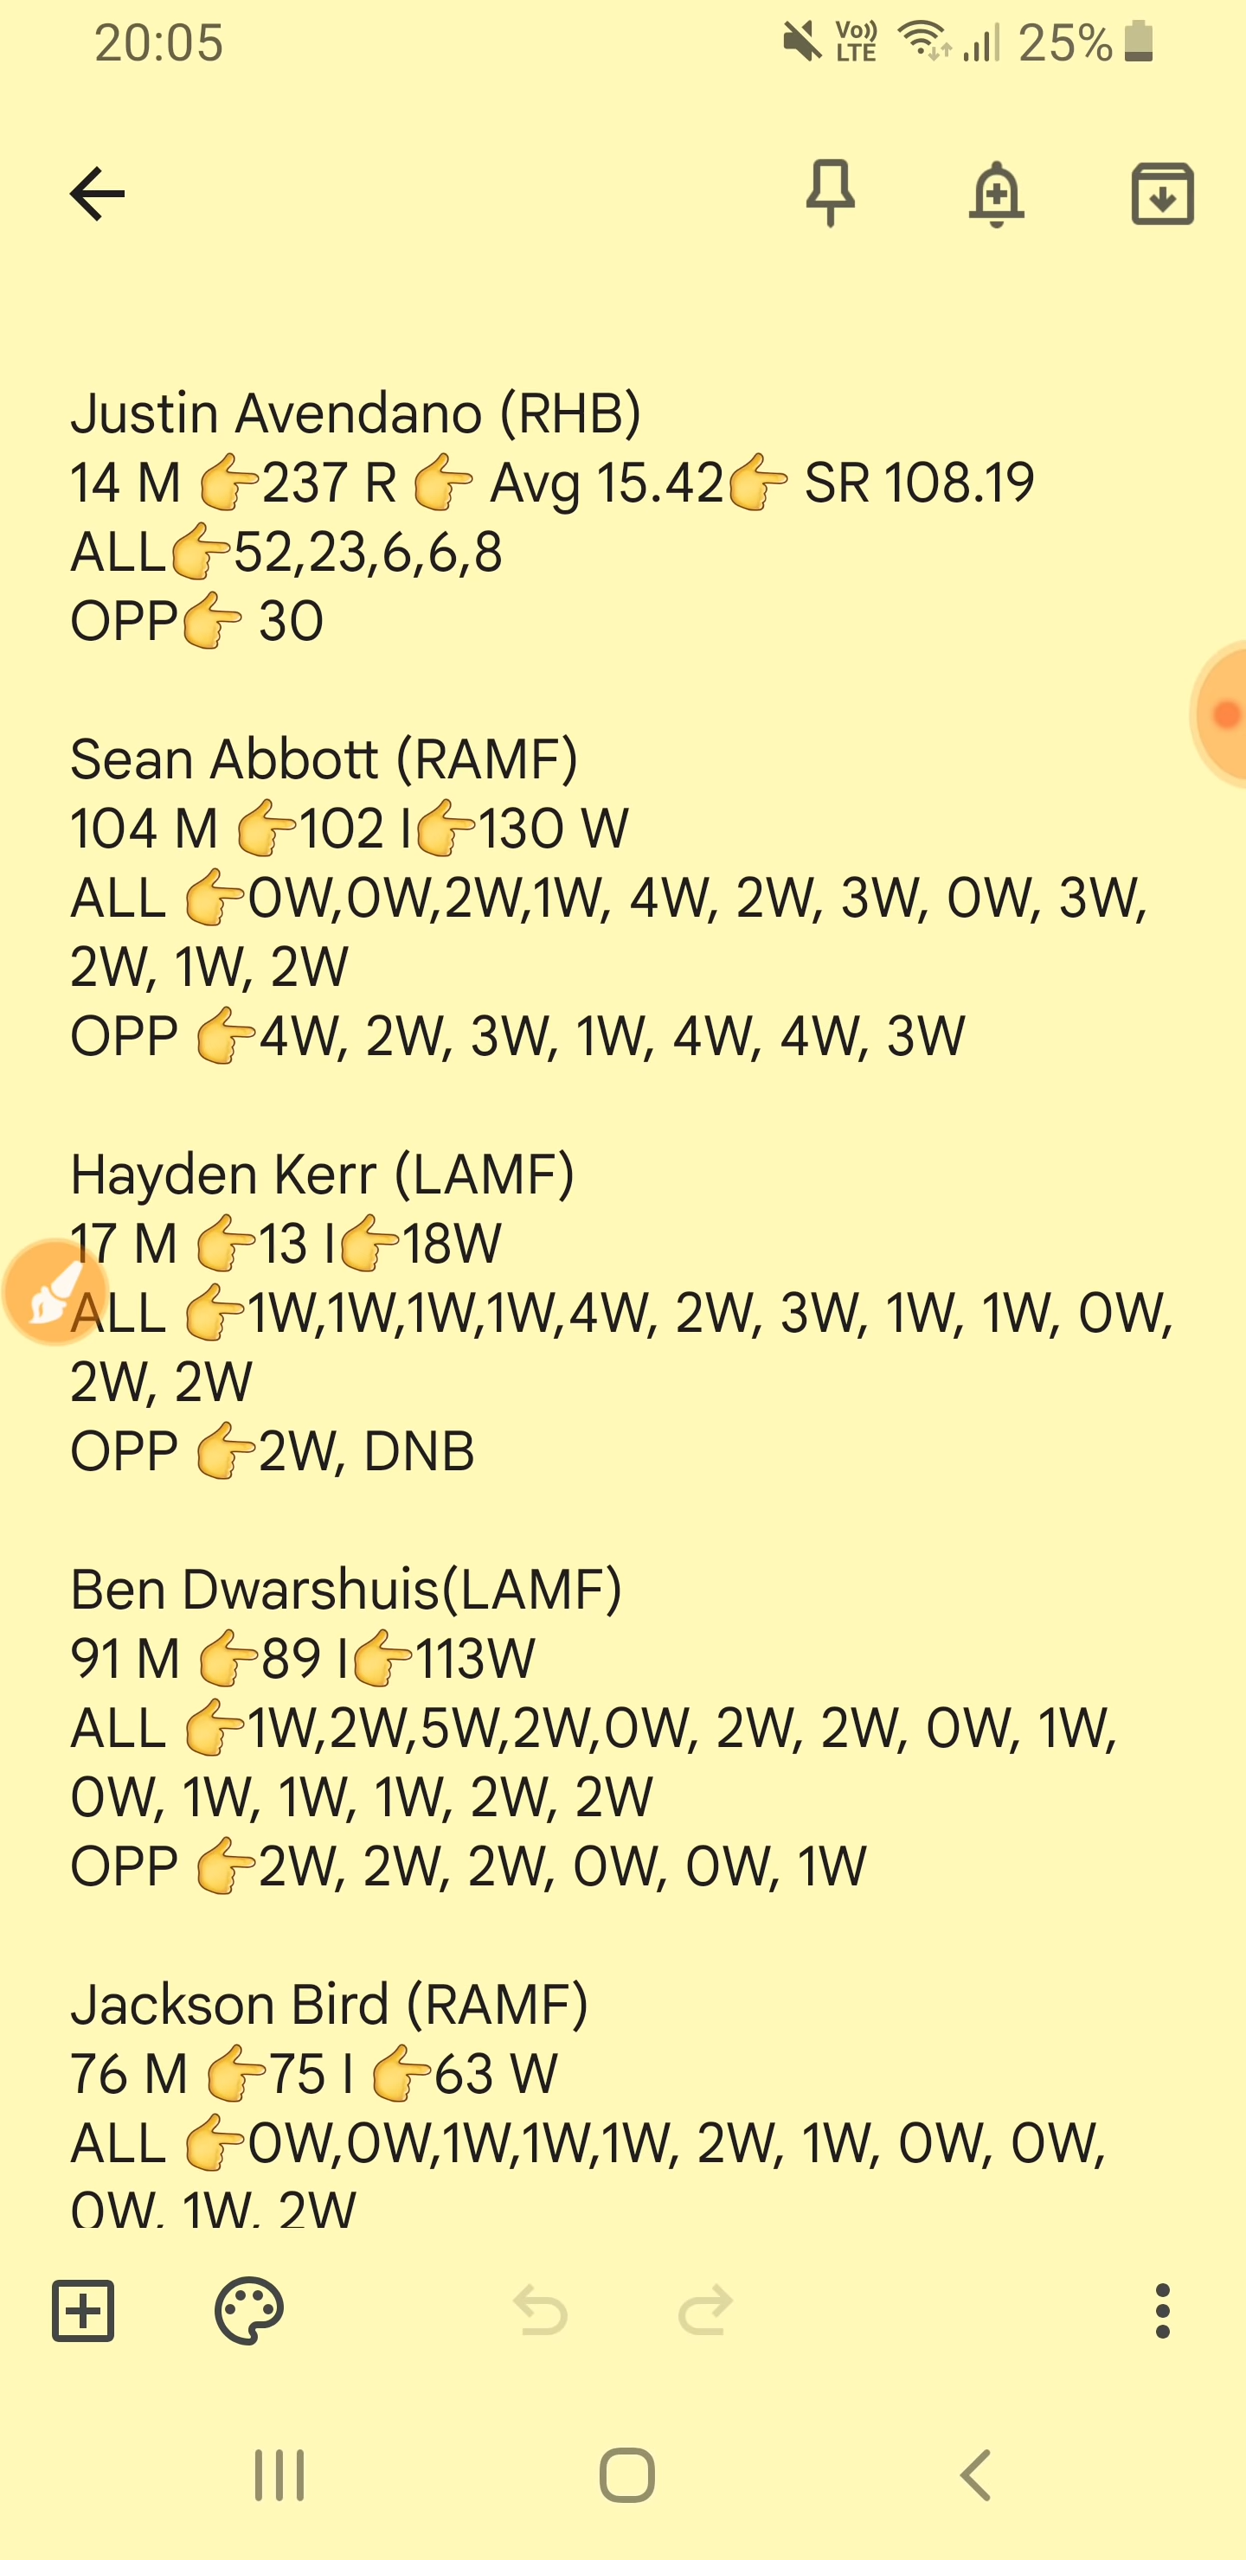 20:05
Vo)) LTE
25%
Justin Avendano (RHB)
14 M 👉237 R 👉 Avg 15.42👉 SR 108.19
ALL👉52,23,6,6,8
OPP👉 30
Sean Abbott (RAMF)
104 M 👉102 I👉130 W
ALL 👉0W,0W,2W,1W, 4W, 2W, 3W, 0W, 3W,
2W, 1W, 2W
OPP 👉4W, 2W, 3W, 1W, 4W, 4W, 3W
Hayden Kerr (LAMF)
17 M 👉13 I👉18W
ALL 👉1W,1W,1W,1W,4W, 2W, 3W, 1W, 1W, 0W,
2W, 2W
OPP 👉2W, DNB
Ben Dwarshuis(LAMF)
91 M 👉89 I👉113W
ALL 👉1W,2W,5W,2W,0W, 2W, 2W, 0W, 1W,
0W, 1W, 1W, 1W, 2W, 2W
OPP 👉2W, 2W, 2W, 0W, 0W, 1W
Jackson Bird (RAMF)
76 M 👉75 I 👉63 W
ALL 👉0W,0W,1W,1W,1W, 2W, 1W, 0W, 0W,
0W, 1W, 2W